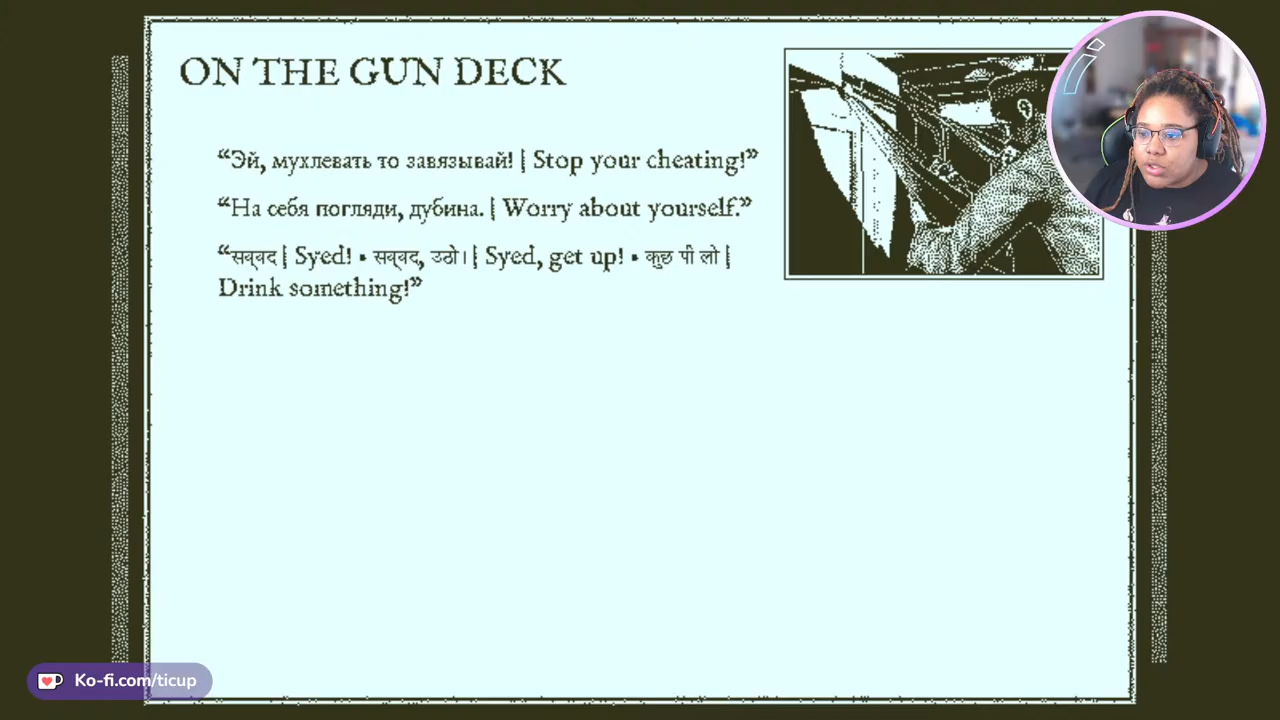 ON THE GUN DECK
“Эй, мухлевать то завязывай! | Stop your cheating!”
“На себя погляди, дубина. | Worry about yourself.”
“सय्यद | Syed! • सय्यद, उठो। | Syed, get up! • कुछ पी लो |
Drink something!”
Ko-fi.com/ticup